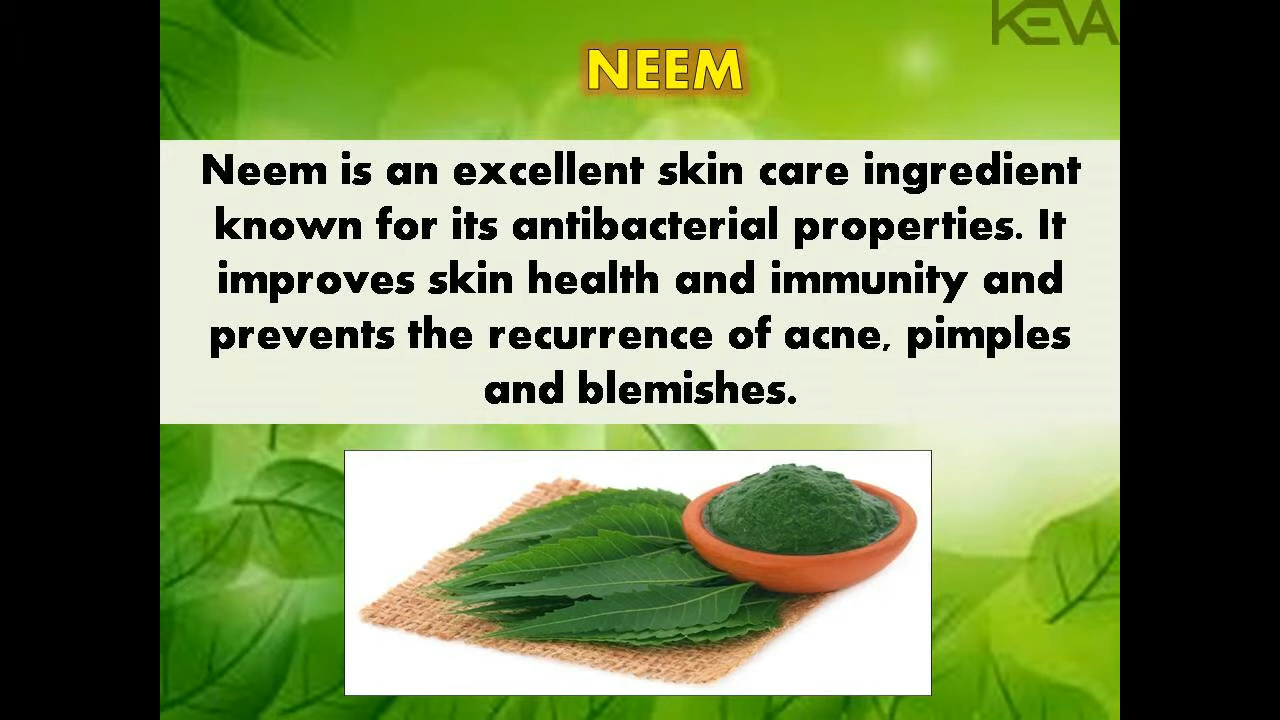 KEVA
NEEM
Neem is an excellent skin care ingredient
known for its antibacterial properties. It
improves skin health and immunity and
prevents the recurrence of acne, pimples
and blemishes.